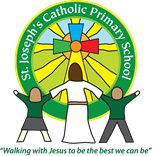 St. Joseph's Catholic Primary School
"Walking with Jesus to be the best we can be"